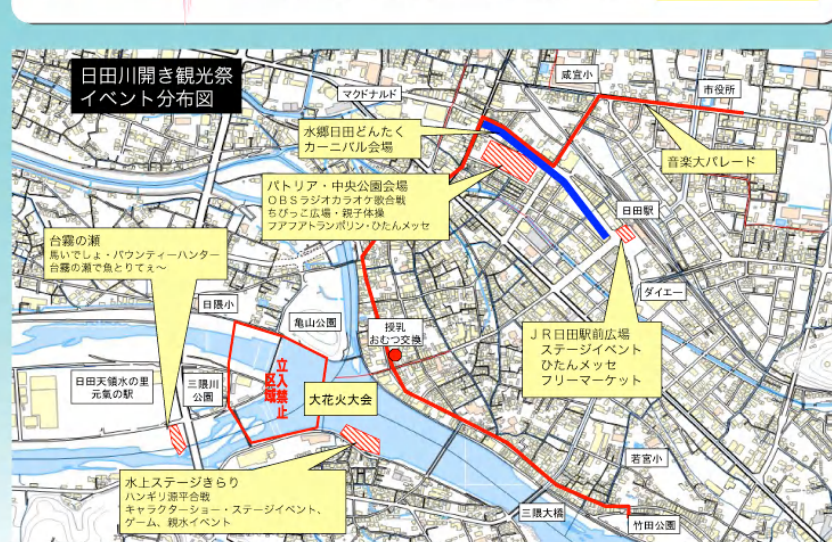 日田川開き観光祭
イベント分布図
マクドナルド
咸宜小
市役所
水郷日田どんたく
カーニバル会場
音楽大パレード
パトリア・中央公園会場
OBSラジオカラオケ歌合戦
ちびっこ広場・親子体操
フアフアトランポリン・ひたんメッセ
日田駅
台霧の瀬
馬いでしょ・バウンティーハンター
台霧の瀬で魚とりてぇ~
ダイエー
日隈小
亀山公園
授乳
おむつ交換
JR日田駅前広場
ステージイベント
ひたんメッセ
フリーマーケット
日田天領水の里
元氣の駅
三隈川
公園
立入禁止
区域
大花火大会
水上ステージきらり
ハンギリ源平合戦
キャラクターショー・ステージイベント、
ゲーム、親水イベント
若宮小
三隈大橋
竹田公園